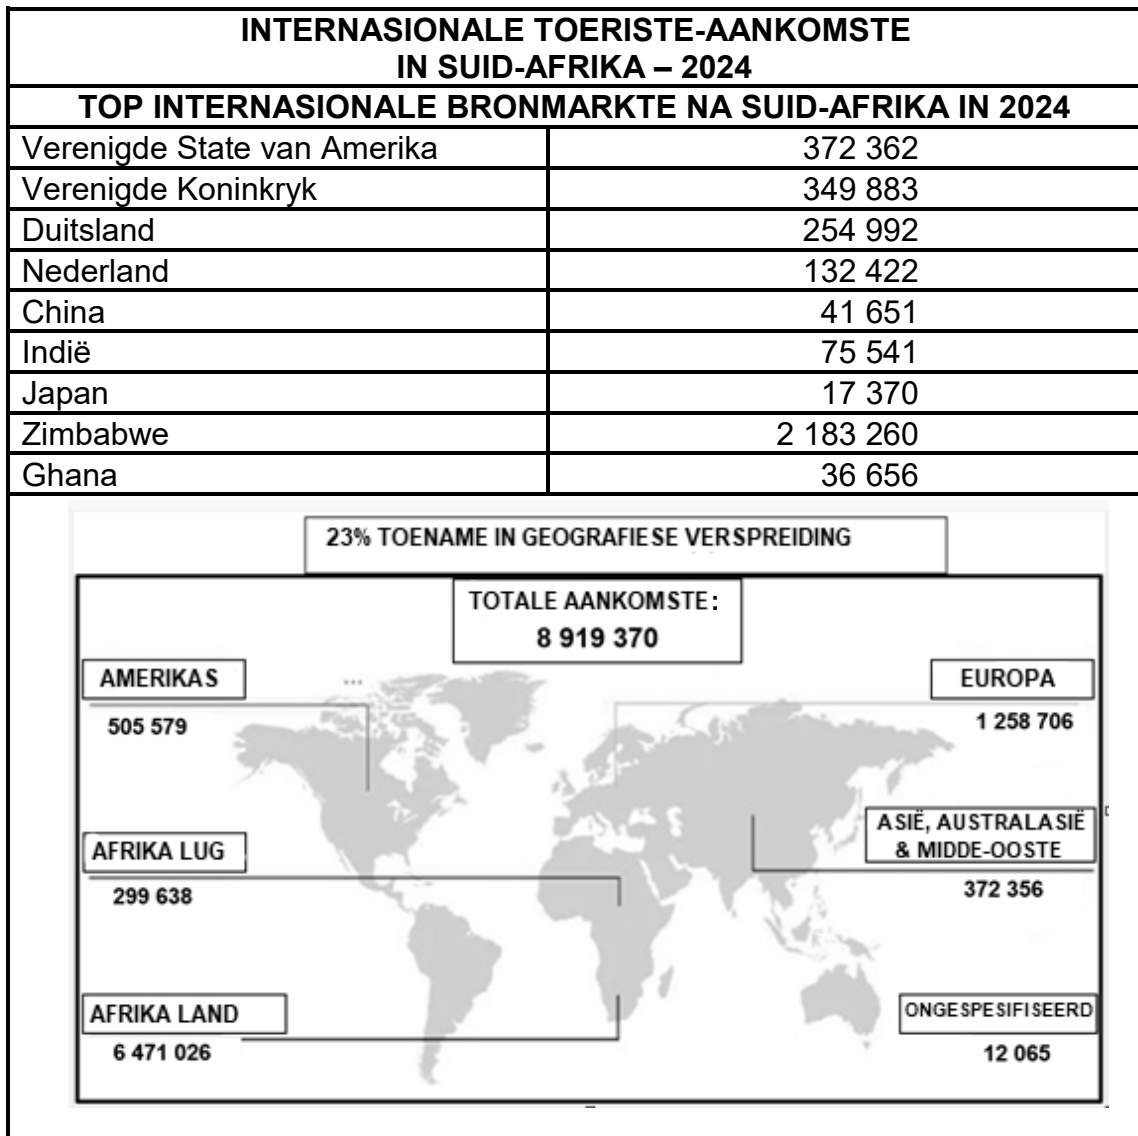 INTERNASIONALE TOERISTE-AANKOMSTE
IN SUID-AFRIKA – 2024
TOP INTERNASIONALE BRONMARKTE NA SUID-AFRIKA IN 2024
Verenigde State van Amerika 372 362
Verenigde Koninkryk 349 883
Duitsland 254 992
Nederland 132 422
China 41 651
Indië 75 541
Japan 17 370
Zimbabwe 2 183 260
Ghana 36 656
23% TOENAME IN GEOGRAFIESE VERSPREIDING
TOTALE AANKOMSTE:
8 919 370
AMERIKAS
505 579
EUROPA
1 258 706
AFRIKA LUG
299 638
ASIË, AUSTRALASIË
& MIDDE-OOSTE
372 356
AFRIKA LAND
6 471 026
ONGESPESIFISEERD
12 065